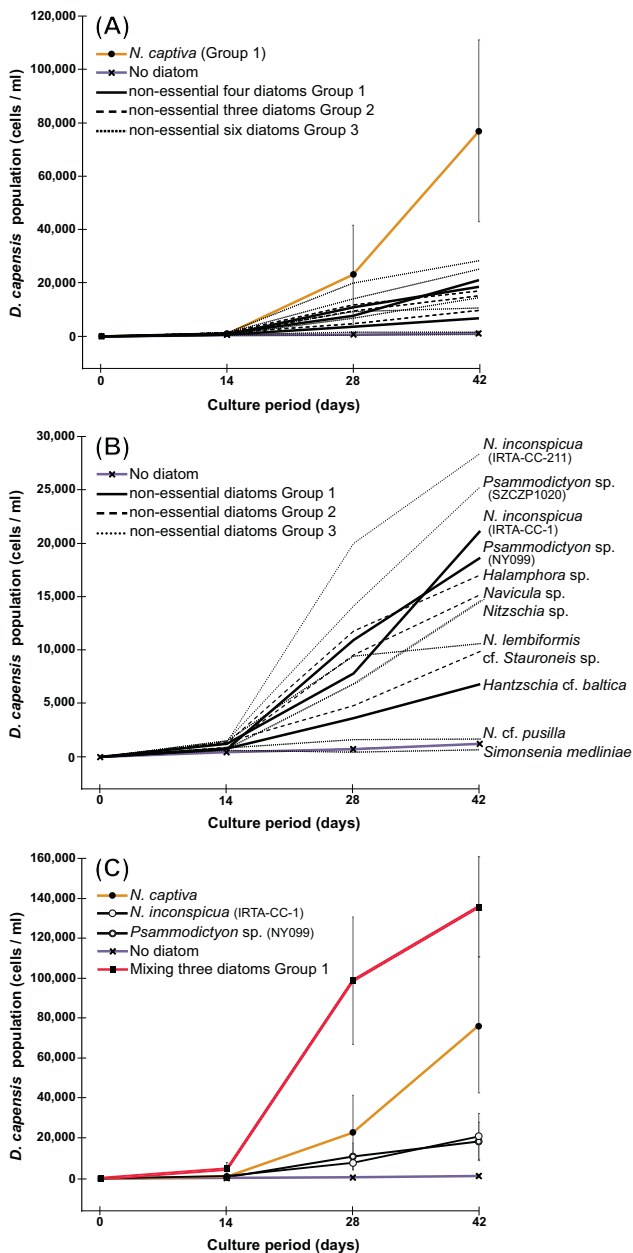 (A)
120,000
100,000
80,000
60,000
40,000
20,000
0
D. capensis population (cells / ml)
N. captiva (Group 1)
No diatom
non-essential four diatoms Group 1
non-essential three diatoms Group 2
non-essential six diatoms Group 3
0 14 28 42
Culture period (days)
(B)
30,000
25,000
20,000
15,000
10,000
5,000
0
D. capensis population (cells / ml)
No diatom
non-essential diatoms Group 1
non-essential diatoms Group 2
non-essential diatoms Group 3
N. inconspicua
(IRTA-CC-211)
Psammodictyon sp.
(SZCZP1020)
N. inconspicua
(IRTA-CC-1)
Psammodictyon sp.
(NY099)
Halamphora sp.
Navicula sp.
Nitzschia sp.
N. lembiformis
cf. Stauroneis sp.
Hantzschia cf. baltica
N. cf. pusilla
Simonsenia medliniae
0 14 28 42
Culture period (days)
(C)
160,000
140,000
120,000
100,000
80,000
60,000
40,000
20,000
0
D. capensis population (cells / ml)
N. captiva
N. inconspicua (IRTA-CC-1)
Psammodictyon sp. (NY099)
No diatom
Mixing three diatoms Group 1
0 14 28 42
Culture period (days)